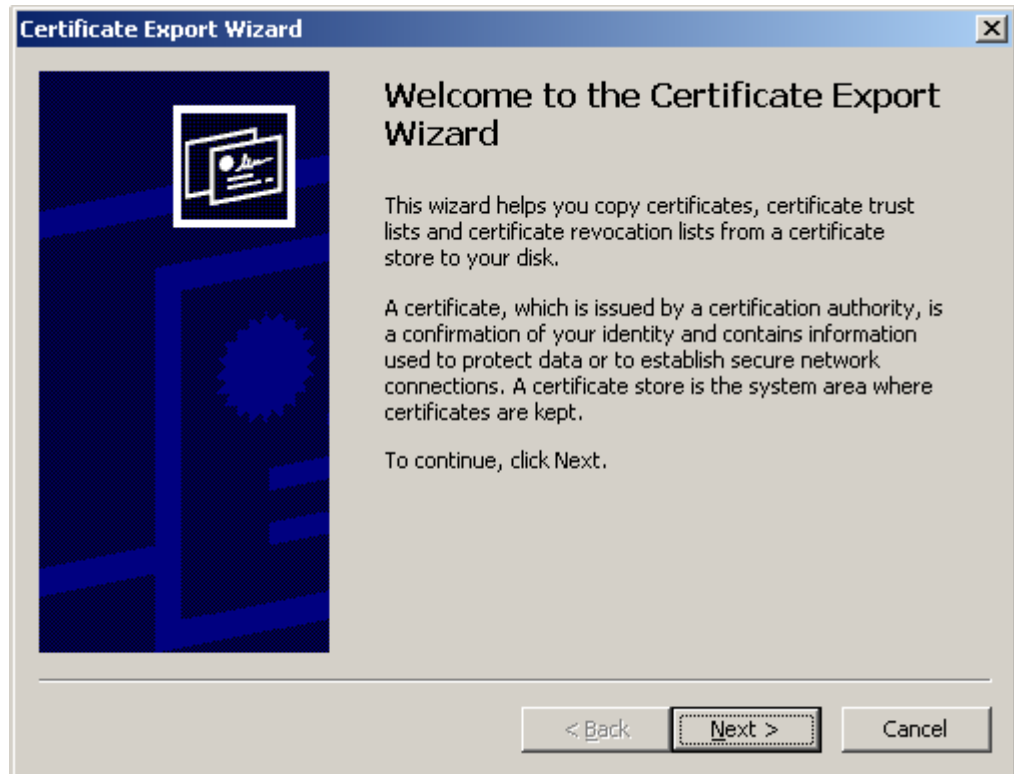 Certificate Export Wizard
Welcome to the Certificate Export
Wizard
This wizard helps you copy certificates, certificate trust
lists and certificate revocation lists from a certificate
store to your disk.
A certificate, which is issued by a certification authority, is
a confirmation of your identity and contains information
used to protect data or to establish secure network
connections. A certificate store is the system area where
certificates are kept.
To continue, click Next.
< Back
Next >
Cancel